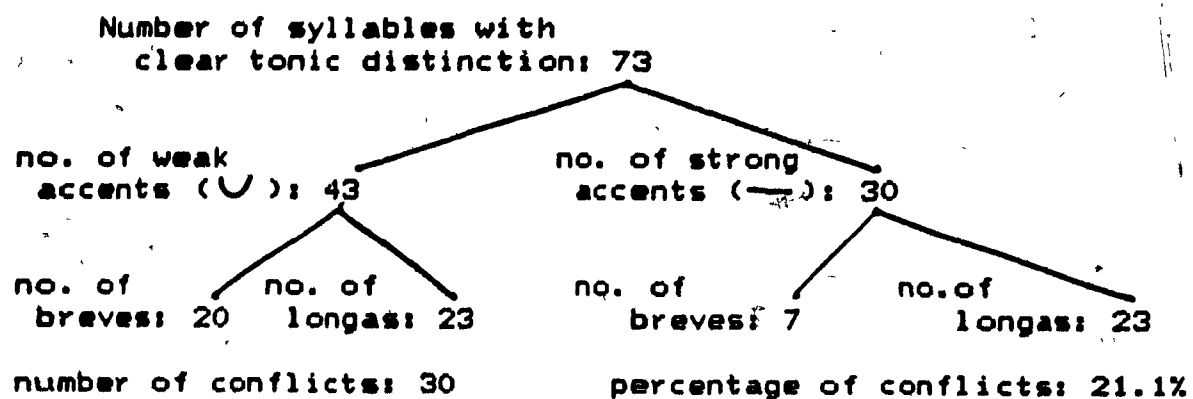 Number of syllables with
clear tonic distinction: 73
no. of weak
accents (∪): 43
no. of strong
accents (—): 30
no. of
breves: 20
no. of
longas: 23
no. of
breves: 7
no.of
longas: 23
number of conflicts: 30
percentage of conflicts: 21.1%